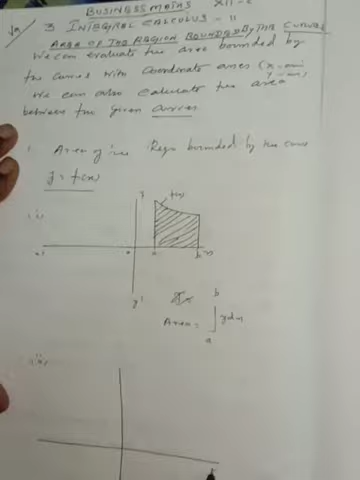 BUSINESS MATHS XII
3 INTEGRAL CALCULUS - II
AREA OF THE REGION BOUNDED BY THE CURVES
We can evaluate the area bounded by
the curves with Coordinate axes (x-axis
y-axis)
We can also calculate the area
between two given curves
1. Area of the Region bounded by the curve
y = f(x)
(i)
y
f(x)
x' o a b x
y'
Area = ∫ y dx
b
a
(ii)